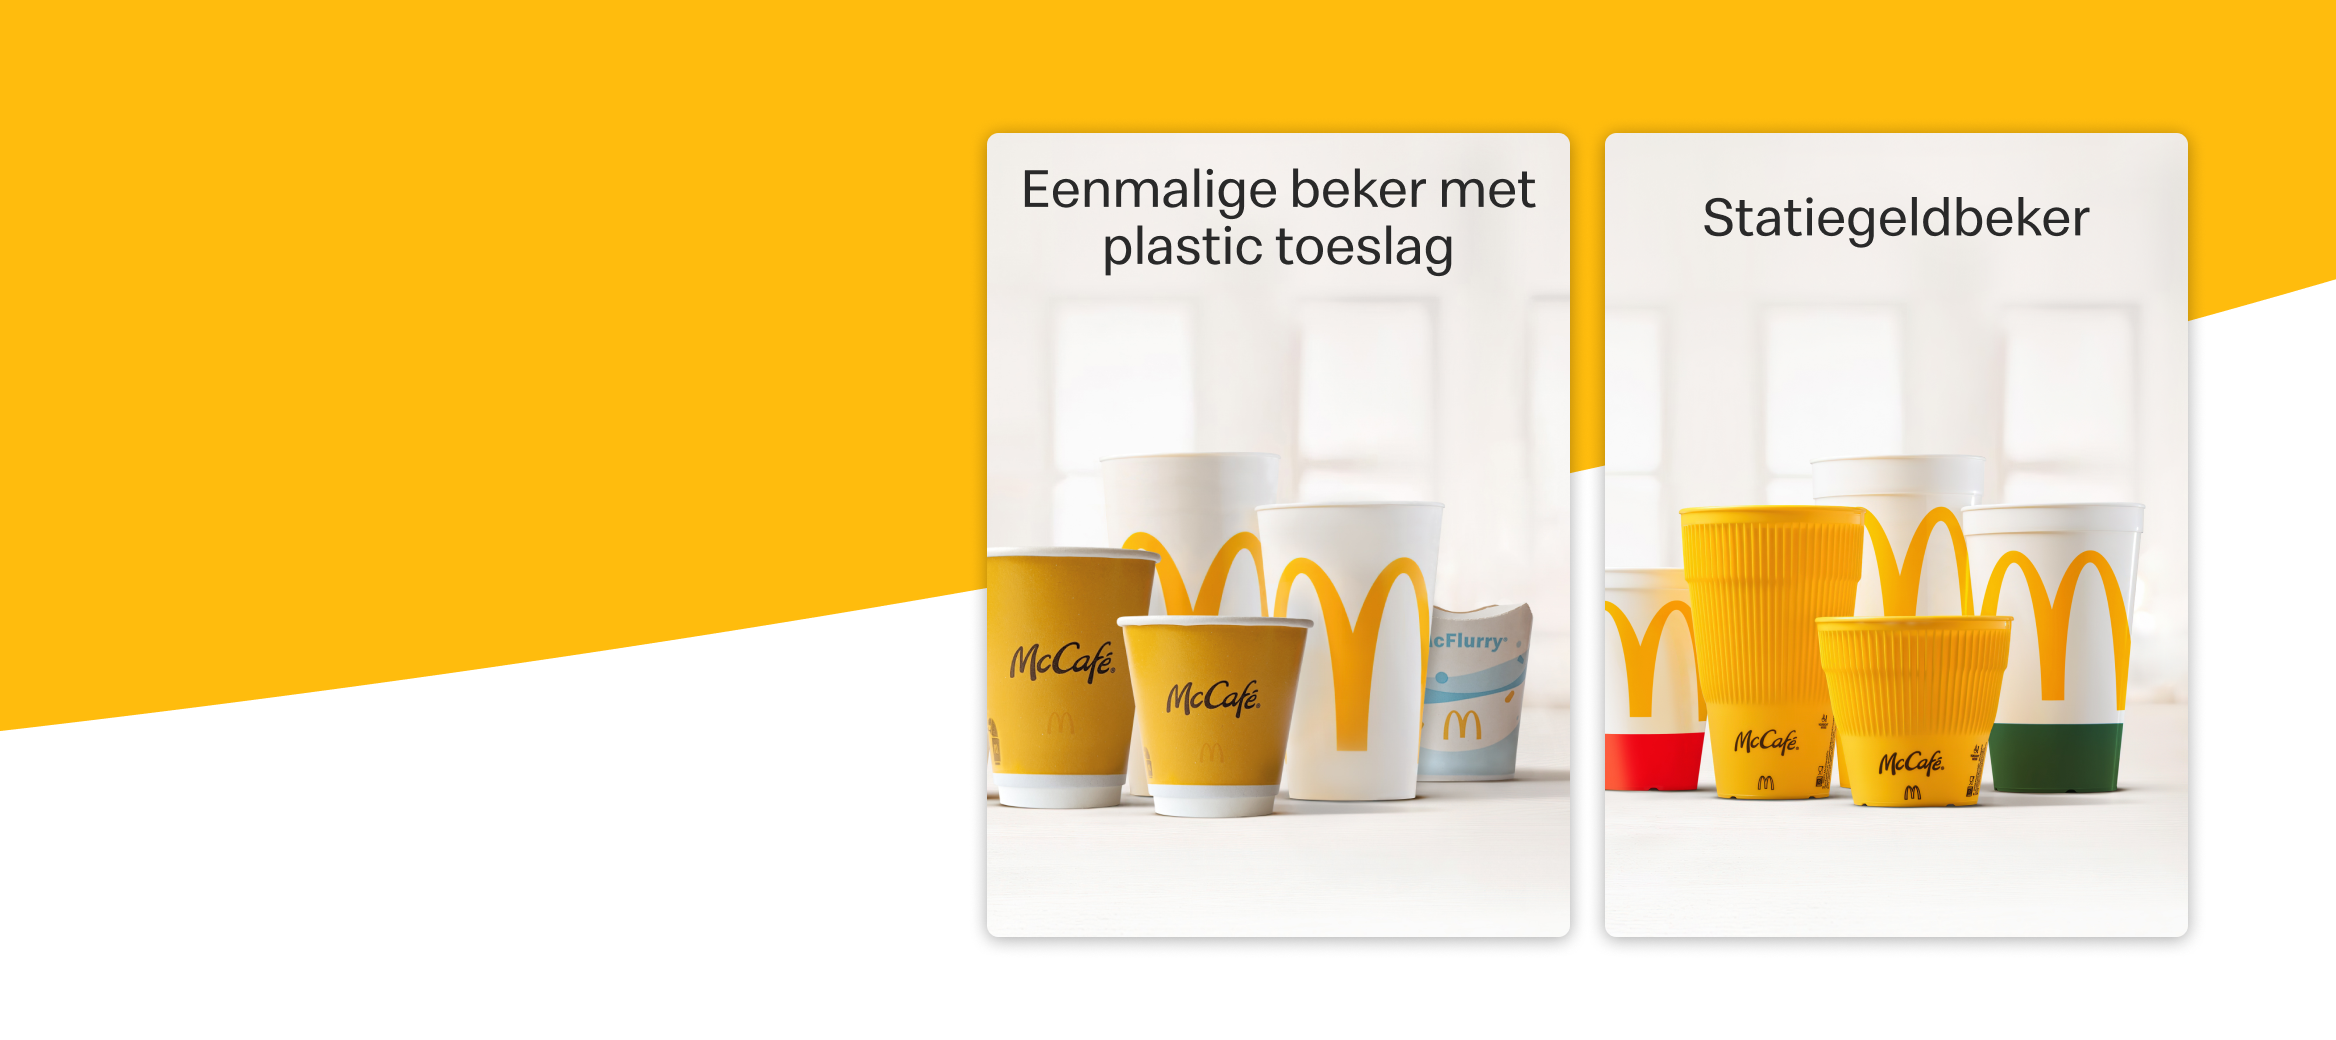 Eenmalige beker met
plastic toeslag
Statiegeldbeker
McCafé®
McCafé®
cFlurry®
McCafé®
McCafé®